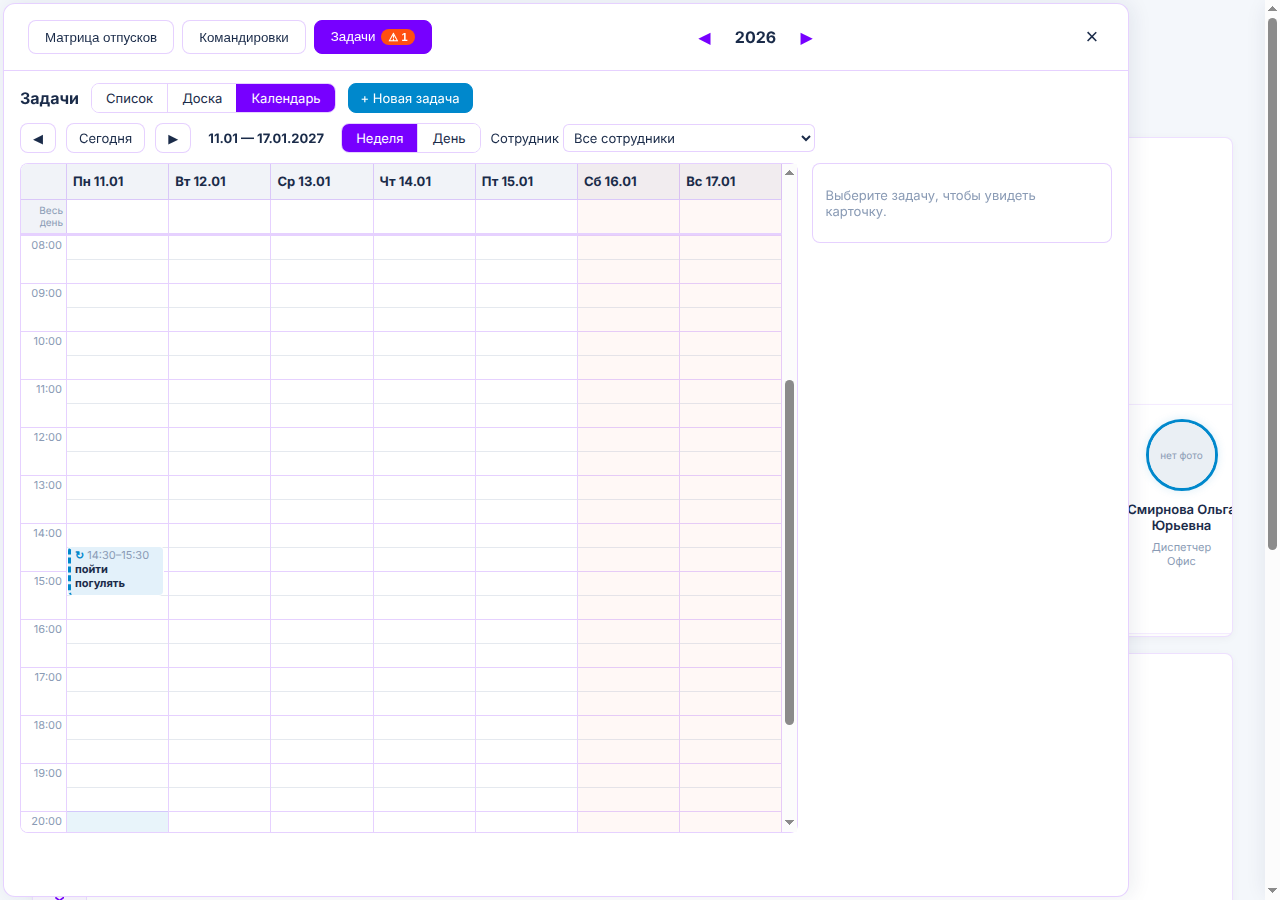 Матрица отпусков
Командировки
Задачи ⚠ 1
◀ 2026 ▶
×
Задачи
Список
Доска
Календарь
+ Новая задача
◀
Сегодня
▶
11.01 — 17.01.2027
Неделя
День
Сотрудник
Все сотрудники
Пн 11.01
Вт 12.01
Ср 13.01
Чт 14.01
Пт 15.01
Сб 16.01
Вс 17.01
Весь
день
08:00
09:00
10:00
11:00
12:00
13:00
14:00
↻ 14:30–15:30
пойти
погулять
15:00
16:00
17:00
18:00
19:00
20:00
Выберите задачу, чтобы увидеть
карточку.
нет фото
Смирнова Ольга
Юрьевна
Диспетчер
Офис